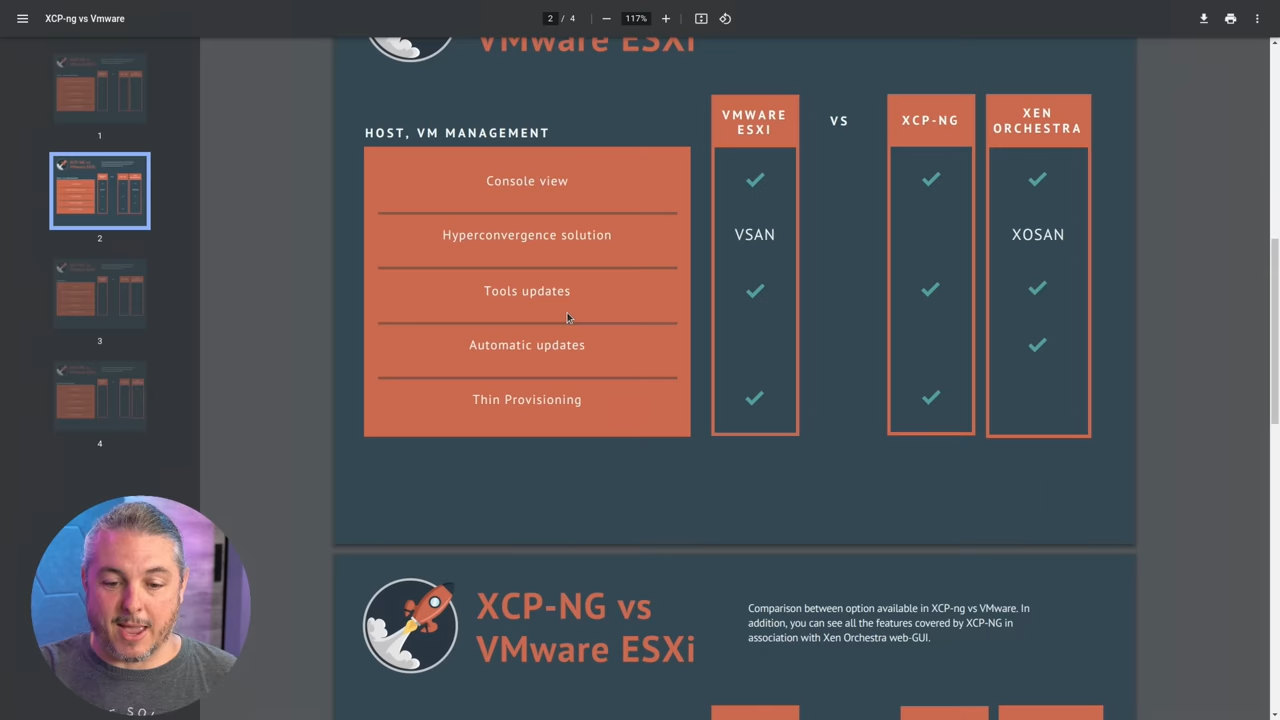 XCP-ng vs Vmware
2 / 4
117%
VMware ESXi
VMWARE ESXI
VS
XCP-NG
XEN ORCHESTRA
HOST, VM MANAGEMENT
Console view
Hyperconvergence solution
VSAN
XOSAN
Tools updates
Automatic updates
Thin Provisioning
1
2
3
4
XCP-NG vs
VMware ESXi
Comparison between option available in XCP-ng vs VMware. In
addition, you can see all the features covered by XCP-NG in
association with Xen Orchestra web-GUI.